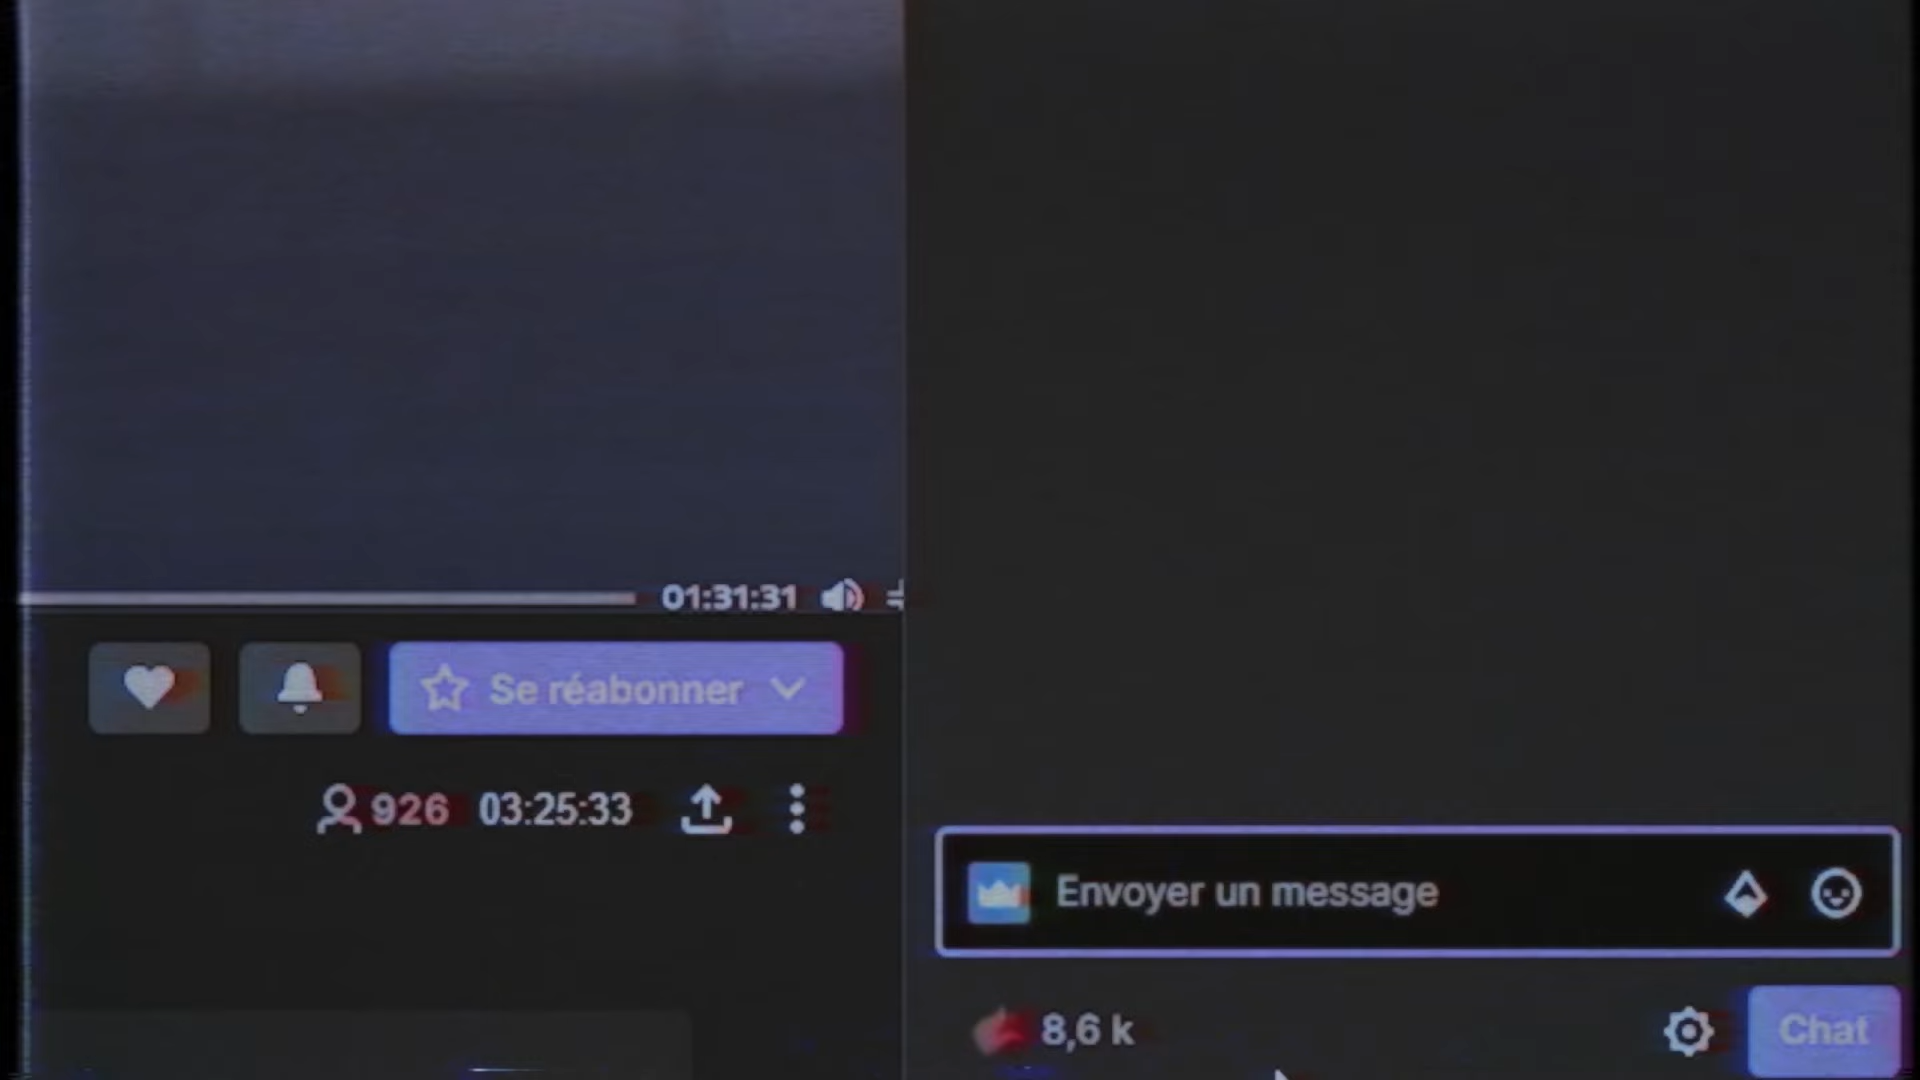 01:31:31
Se réabonner
926 03:25:33
Envoyer un message
8,6 k
Chat